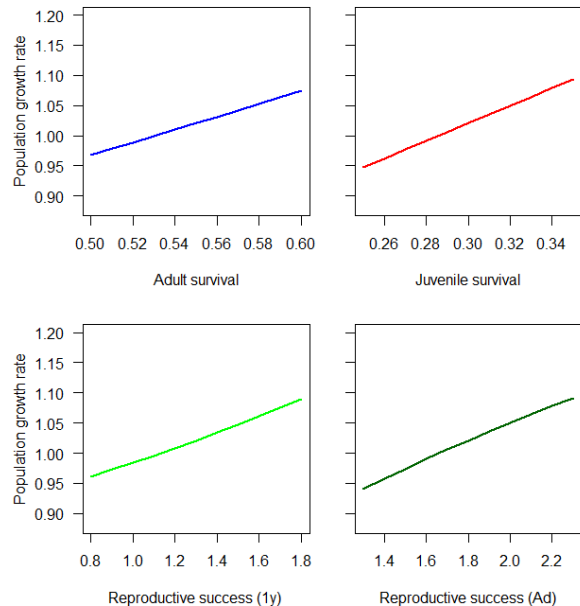 Population growth rate
1.20
1.15
1.10
1.05
1.00
0.95
0.90
0.50 0.52 0.54 0.56 0.58 0.60
Adult survival
0.26 0.28 0.30 0.32 0.34
Juvenile survival
Population growth rate
1.20
1.15
1.10
1.05
1.00
0.95
0.90
0.8 1.0 1.2 1.4 1.6 1.8
Reproductive success (1y)
1.4 1.6 1.8 2.0 2.2
Reproductive success (Ad)